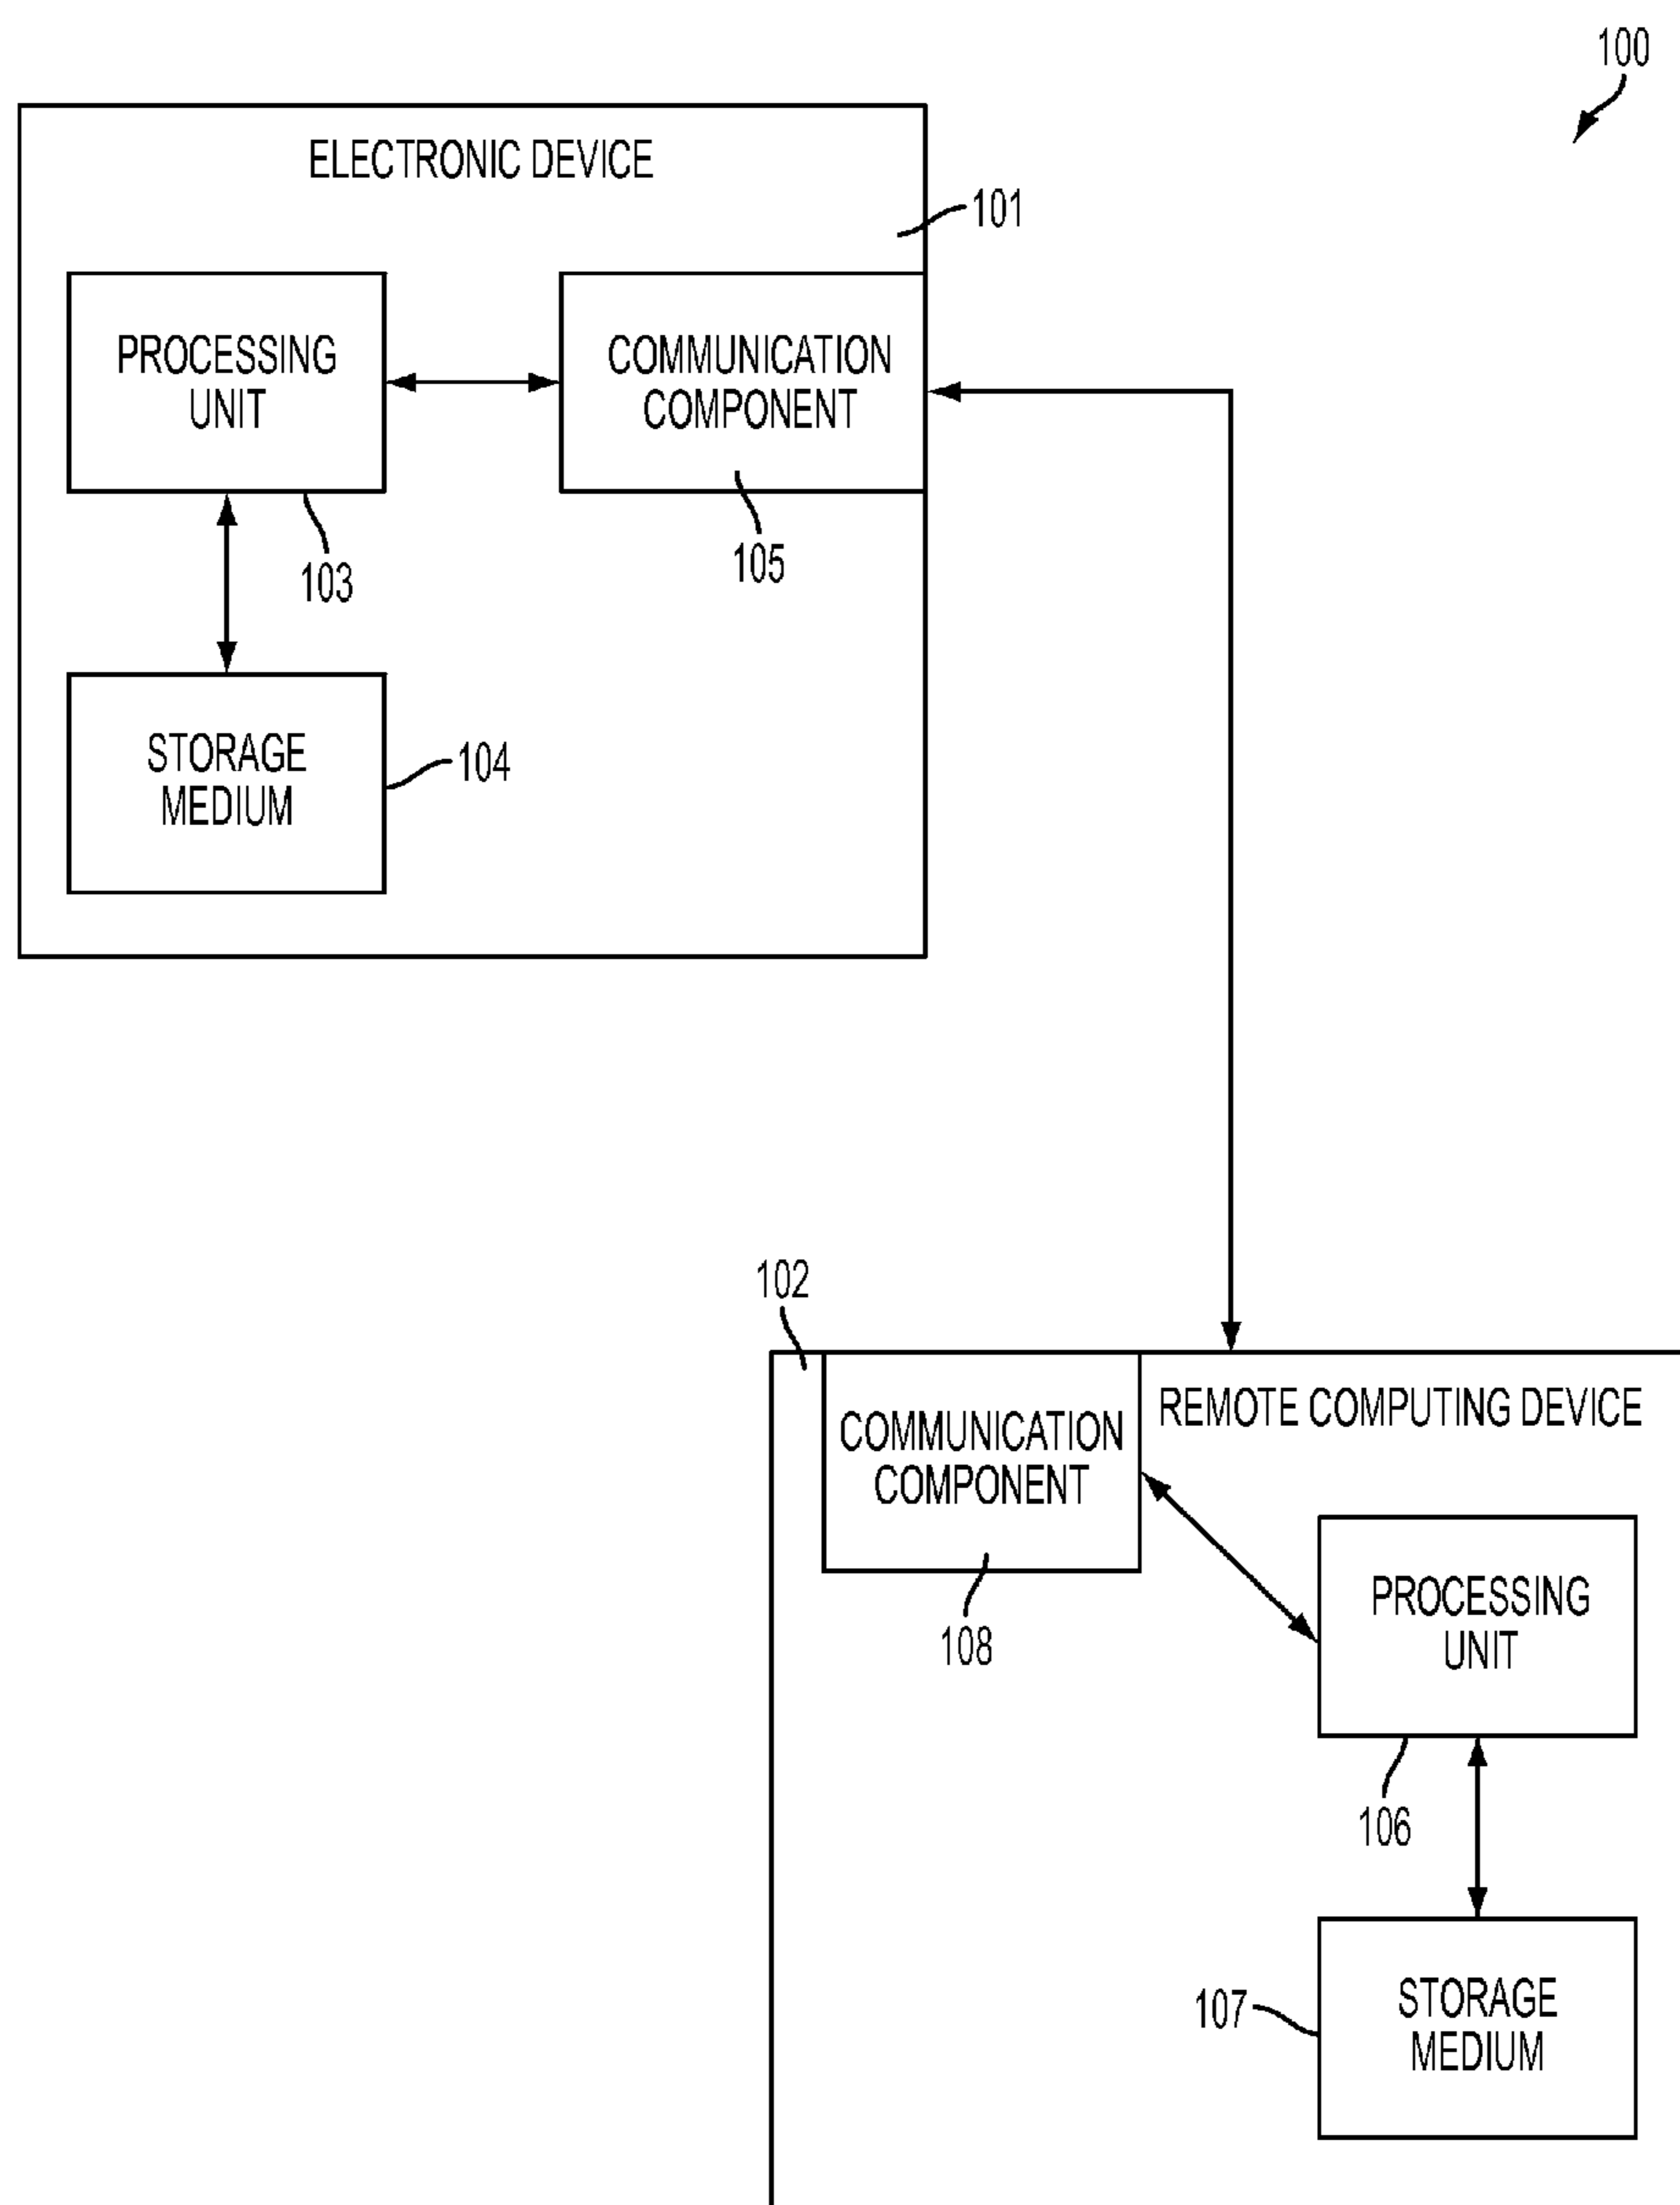 100
ELECTRONIC DEVICE
101
PROCESSING
UNIT
COMMUNICATION
COMPONENT
103
105
STORAGE
MEDIUM
104
102
COMMUNICATION
COMPONENT
REMOTE COMPUTING DEVICE
108
PROCESSING
UNIT
106
107
STORAGE
MEDIUM